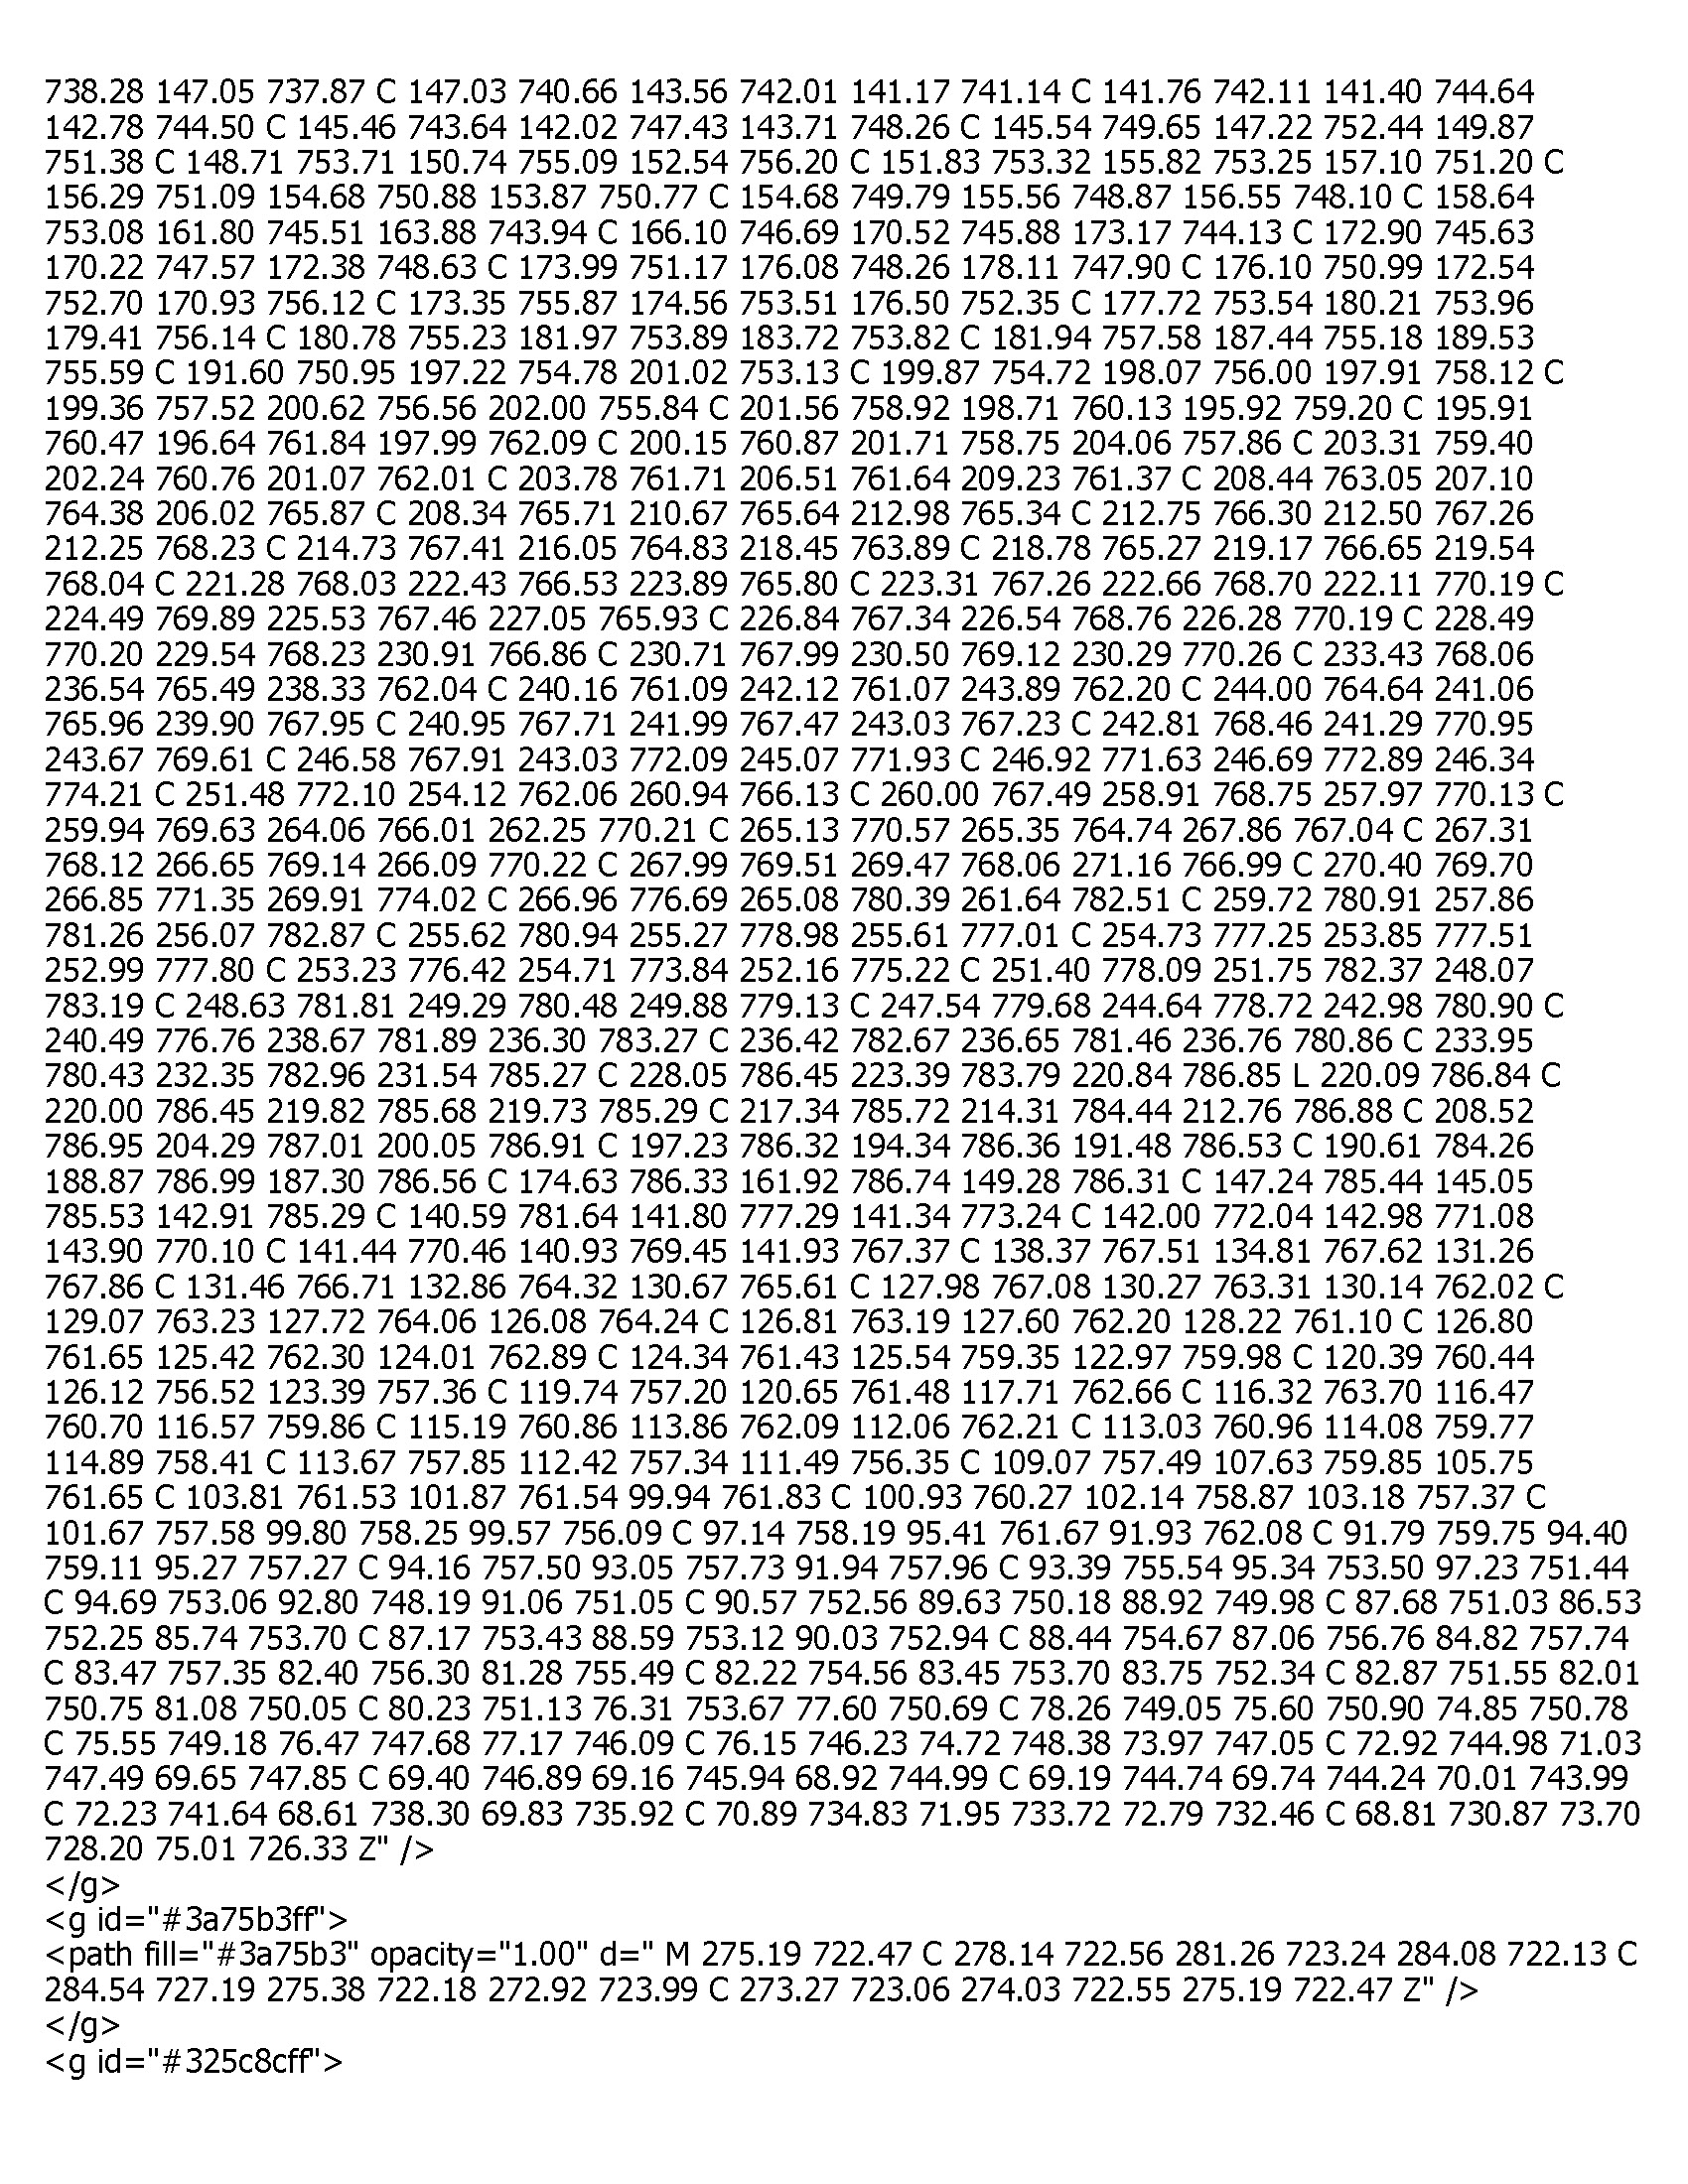 738.28 147.05 737.87 C 147.03 740.66 143.56 742.01 141.17 741.14 C 141.76 742.11 141.40 744.64
142.78 744.50 C 145.46 743.64 142.02 747.43 143.71 748.26 C 145.54 749.65 147.22 752.44 149.87
751.38 C 148.71 753.71 150.74 755.09 152.54 756.20 C 151.83 753.32 155.82 753.25 157.10 751.20 C
156.29 751.09 154.68 750.88 153.87 750.77 C 154.68 749.79 155.56 748.87 156.55 748.10 C 158.64
753.08 161.80 745.51 163.88 743.94 C 166.10 746.69 170.52 745.88 173.17 744.13 C 172.90 745.63
170.22 747.57 172.38 748.63 C 173.99 751.17 176.08 748.26 178.11 747.90 C 176.10 750.99 172.54
752.70 170.93 756.12 C 173.35 755.87 174.56 753.51 176.50 752.35 C 177.72 753.54 180.21 753.96
179.41 756.14 C 180.78 755.23 181.97 753.89 183.72 753.82 C 181.94 757.58 187.44 755.18 189.53
755.59 C 191.60 750.95 197.22 754.78 201.02 753.13 C 199.87 754.72 198.07 756.00 197.91 758.12 C
199.36 757.52 200.62 756.56 202.00 755.84 C 201.56 758.92 198.71 760.13 195.92 759.20 C 195.91
760.47 196.64 761.84 197.99 762.09 C 200.15 760.87 201.71 758.75 204.06 757.86 C 203.31 759.40
202.24 760.76 201.07 762.01 C 203.78 761.71 206.51 761.64 209.23 761.37 C 208.44 763.05 207.10
764.38 206.02 765.87 C 208.34 765.71 210.67 765.64 212.98 765.34 C 212.75 766.30 212.50 767.26
212.25 768.23 C 214.73 767.41 216.05 764.83 218.45 763.89 C 218.78 765.27 219.17 766.65 219.54
768.04 C 221.28 768.03 222.43 766.53 223.89 765.80 C 223.31 767.26 222.66 768.70 222.11 770.19 C
224.49 769.89 225.53 767.46 227.05 765.93 C 226.84 767.34 226.54 768.76 226.28 770.19 C 228.49
770.20 229.54 768.23 230.91 766.86 C 230.71 767.99 230.50 769.12 230.29 770.26 C 233.43 768.06
236.54 765.49 238.33 762.04 C 240.16 761.09 242.12 761.07 243.89 762.20 C 244.00 764.64 241.06
765.96 239.90 767.95 C 240.95 767.71 241.99 767.47 243.03 767.23 C 242.81 768.46 241.29 770.95
243.67 769.61 C 246.58 767.91 243.03 772.09 245.07 771.93 C 246.92 771.63 246.69 772.89 246.34
774.21 C 251.48 772.10 254.12 762.06 260.94 766.13 C 260.00 767.49 258.91 768.75 257.97 770.13 C
259.94 769.63 264.06 766.01 262.25 770.21 C 265.13 770.57 265.35 764.74 267.86 767.04 C 267.31
768.12 266.65 769.14 266.09 770.22 C 267.99 769.51 269.47 768.06 271.16 766.99 C 270.40 769.70
266.85 771.35 269.91 774.02 C 266.96 776.69 265.08 780.39 261.64 782.51 C 259.72 780.91 257.86
781.26 256.07 782.87 C 255.62 780.94 255.27 778.98 255.61 777.01 C 254.73 777.25 253.85 777.51
252.99 777.80 C 253.23 776.42 254.71 773.84 252.16 775.22 C 251.40 778.09 251.75 782.37 248.07
783.19 C 248.63 781.81 249.29 780.48 249.88 779.13 C 247.54 779.68 244.64 778.72 242.98 780.90 C
240.49 776.76 238.67 781.89 236.30 783.27 C 236.42 782.67 236.65 781.46 236.76 780.86 C 233.95
780.43 232.35 782.96 231.54 785.27 C 228.05 786.45 223.39 783.79 220.84 786.85 L 220.09 786.84 C
220.00 786.45 219.82 785.68 219.73 785.29 C 217.34 785.72 214.31 784.44 212.76 786.88 C 208.52
786.95 204.29 787.01 200.05 786.91 C 197.23 786.32 194.34 786.36 191.48 786.53 C 190.61 784.26
188.87 786.99 187.30 786.56 C 174.63 786.33 161.92 786.74 149.28 786.31 C 147.24 785.44 145.05
785.53 142.91 785.29 C 140.59 781.64 141.80 777.29 141.34 773.24 C 142.00 772.04 142.98 771.08
143.90 770.10 C 141.44 770.46 140.93 769.45 141.93 767.37 C 138.37 767.51 134.81 767.62 131.26
767.86 C 131.46 766.71 132.86 764.32 130.67 765.61 C 127.98 767.08 130.27 763.31 130.14 762.02 C
129.07 763.23 127.72 764.06 126.08 764.24 C 126.81 763.19 127.60 762.20 128.22 761.10 C 126.80
761.65 125.42 762.30 124.01 762.89 C 124.34 761.43 125.54 759.35 122.97 759.98 C 120.39 760.44
126.12 756.52 123.39 757.36 C 119.74 757.20 120.65 761.48 117.71 762.66 C 116.32 763.70 116.47
760.70 116.57 759.86 C 115.19 760.86 113.86 762.09 112.06 762.21 C 113.03 760.96 114.08 759.77
114.89 758.41 C 113.67 757.85 112.42 757.34 111.49 756.35 C 109.07 757.49 107.63 759.85 105.75
761.65 C 103.81 761.53 101.87 761.54 99.94 761.83 C 100.93 760.27 102.14 758.87 103.18 757.37 C
101.67 757.58 99.80 758.25 99.57 756.09 C 97.14 758.19 95.41 761.67 91.93 762.08 C 91.79 759.75 94.40
759.11 95.27 757.27 C 94.16 757.50 93.05 757.73 91.94 757.96 C 93.39 755.54 95.34 753.50 97.23 751.44
C 94.69 753.06 92.80 748.19 91.06 751.05 C 90.57 752.56 89.63 750.18 88.92 749.98 C 87.68 751.03 86.53
752.25 85.74 753.70 C 87.17 753.43 88.59 753.12 90.03 752.94 C 88.44 754.67 87.06 756.76 84.82 757.74
C 83.47 757.35 82.40 756.30 81.28 755.49 C 82.22 754.56 83.45 753.70 83.75 752.34 C 82.87 751.55 82.01
750.75 81.08 750.05 C 80.23 751.13 76.31 753.67 77.60 750.69 C 78.26 749.05 75.60 750.90 74.85 750.78
C 75.55 749.18 76.47 747.68 77.17 746.09 C 76.15 746.23 74.72 748.38 73.97 747.05 C 72.92 744.98 71.03
747.49 69.65 747.85 C 69.40 746.89 69.16 745.94 68.92 744.99 C 69.19 744.74 69.74 744.24 70.01 743.99
C 72.23 741.64 68.61 738.30 69.83 735.92 C 70.89 734.83 71.95 733.72 72.79 732.46 C 68.81 730.87 73.70
728.20 75.01 726.33 Z" />
</g>
<g id="#3a75b3ff">
<path fill="#3a75b3" opacity="1.00" d=" M 275.19 722.47 C 278.14 722.56 281.26 723.24 284.08 722.13 C
284.54 727.19 275.38 722.18 272.92 723.99 C 273.27 723.06 274.03 722.55 275.19 722.47 Z" />
</g>
<g id="#325c8cff">